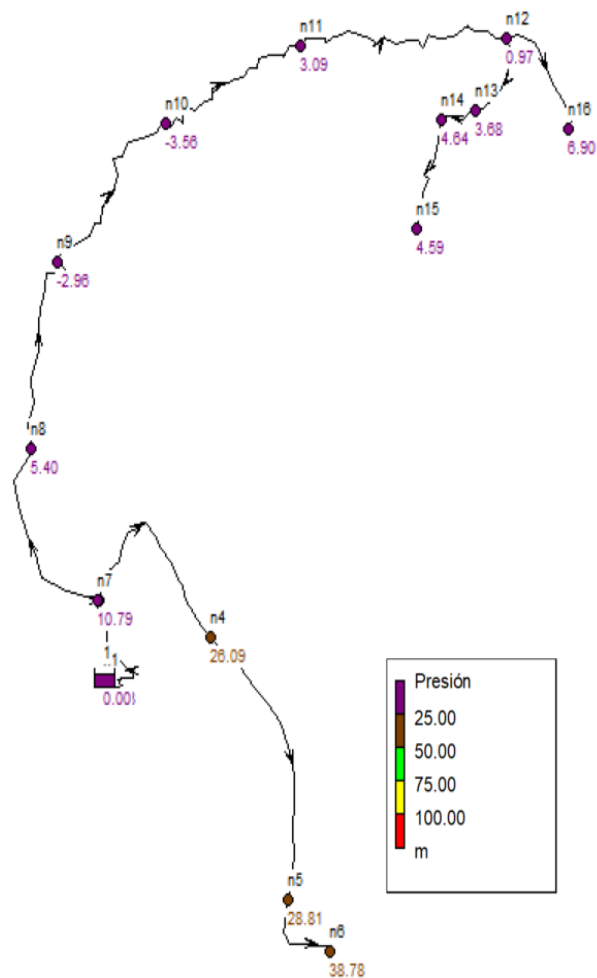 n11
3.09
n12
0.97
n10
-3.56
n14
4.64
n13
3.68
n16
6.90
n15
4.59
n9
-2.96
n8
5.40
n7
10.79
n4
26.09
n5
28.81
n6
38.78
Presión
25.00
50.00
75.00
100.00
m